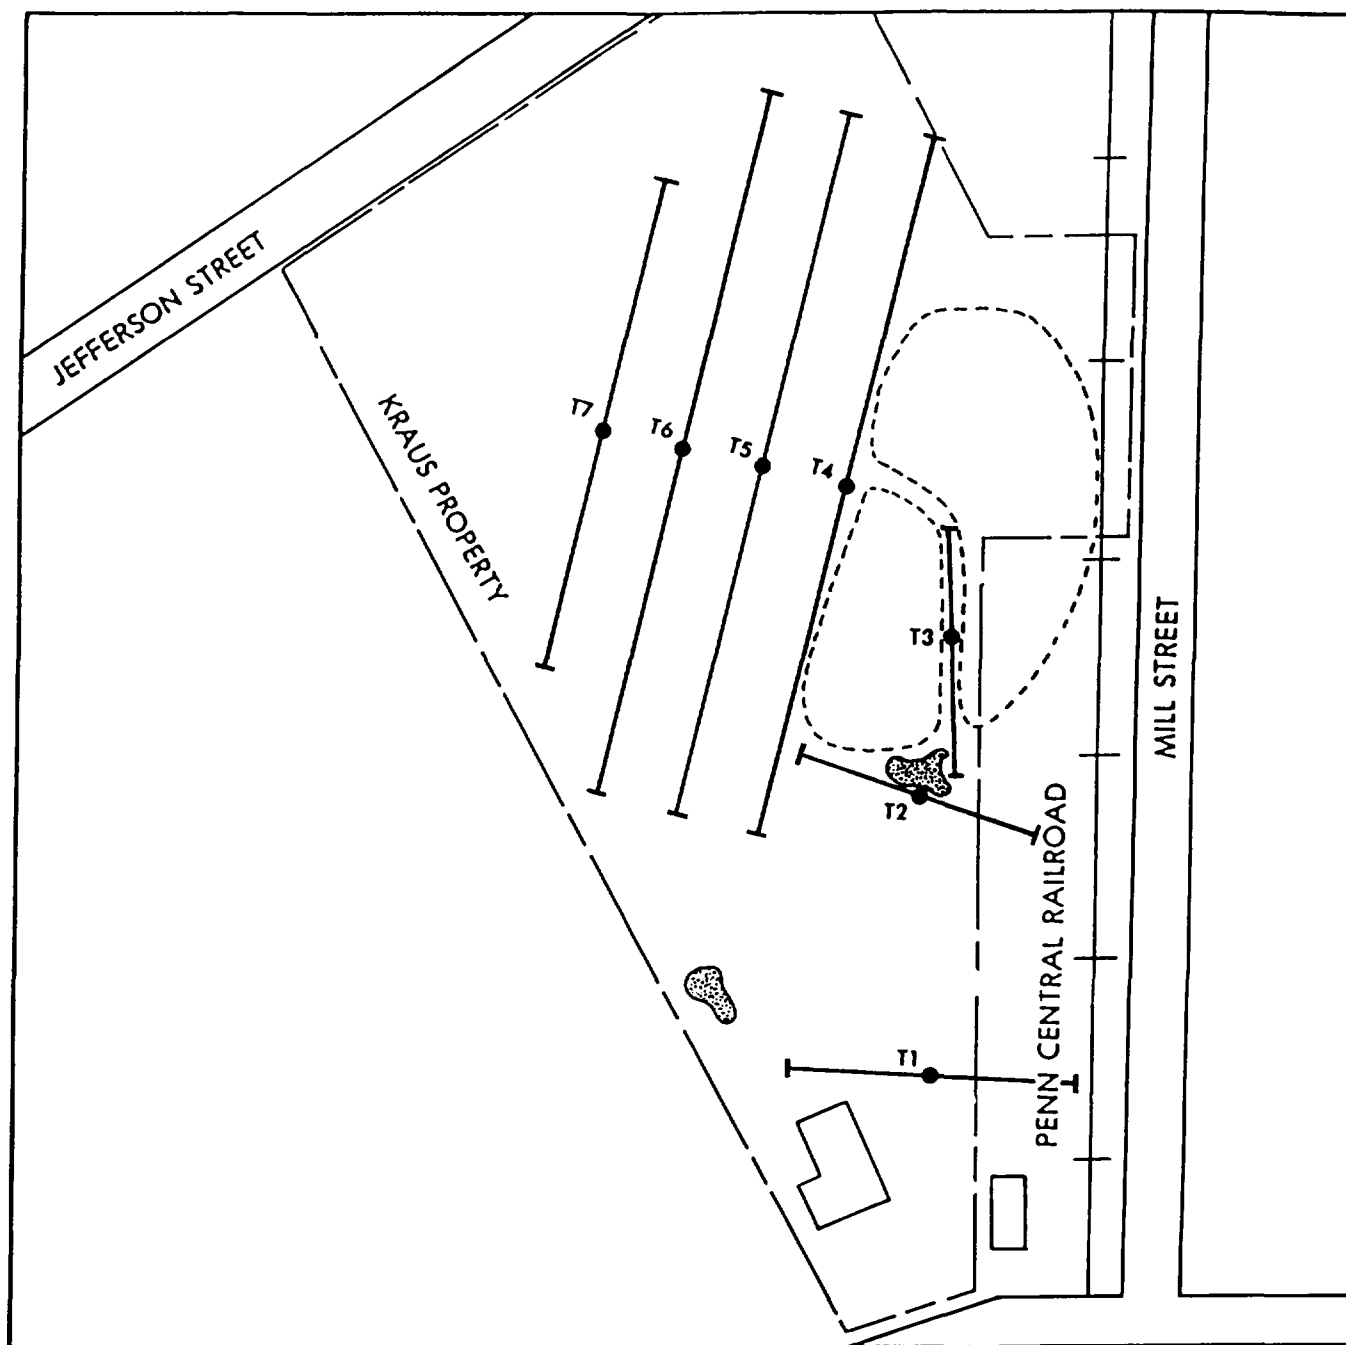 JEFFERSON STREET
KRAUS PROPERTY
T7
T6
T5
T4
T3
T2
T1
MILL STREET
PENN CENTRAL RAILROAD